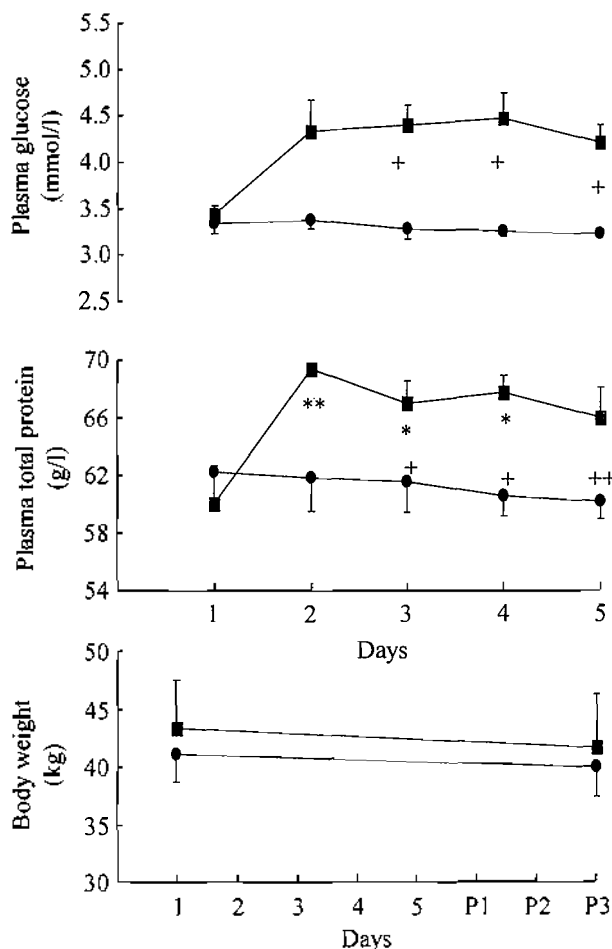 Plasma glucose
(mmol/l)
5.5
5.0
4.5
4.0
3.5
3.0
2.5
+ + +
Plasma total protein
(g/l)
70
66
62
58
54
** * *
+ + ++
1 2 3 4 5
Days
Body weight
(kg)
50
45
40
35
30
1 2 3 4 5 P1 P2 P3
Days